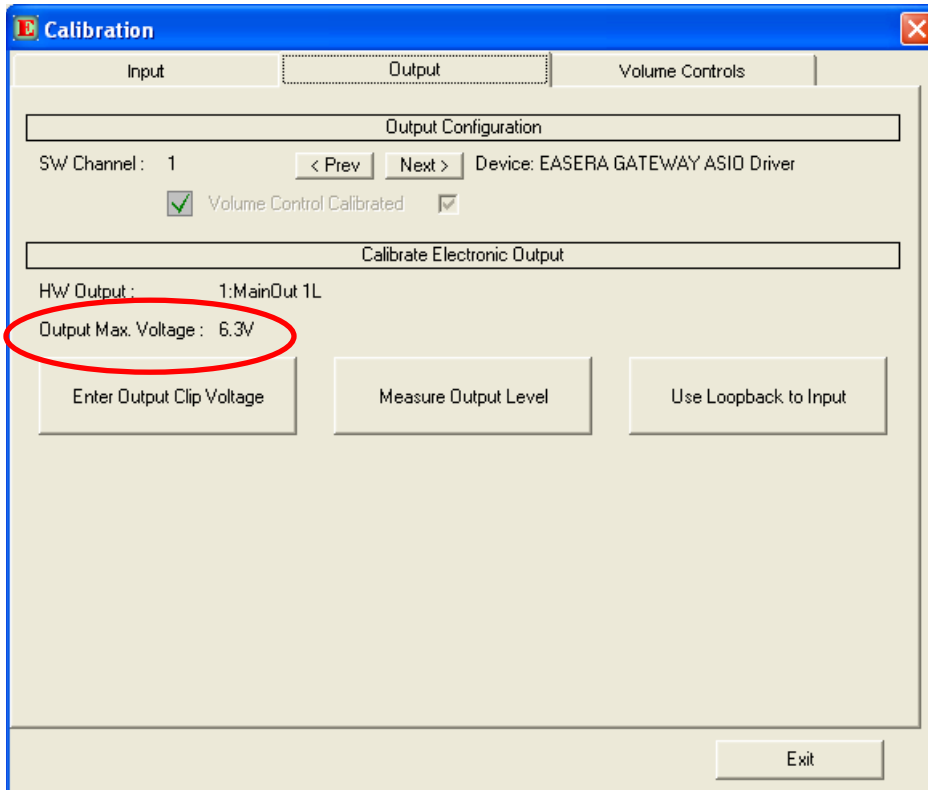 E Calibration
Input Output Volume Controls
Output Configuration
SW Channel : 1 < Prev Next > Device: EASERA GATEWAY ASIO Driver
Volume Control Calibrated
Calibrate Electronic Output
HW Output : 1:MainOut 1L
Output Max. Voltage : 6.3V
Enter Output Clip Voltage Measure Output Level Use Loopback to Input
Exit